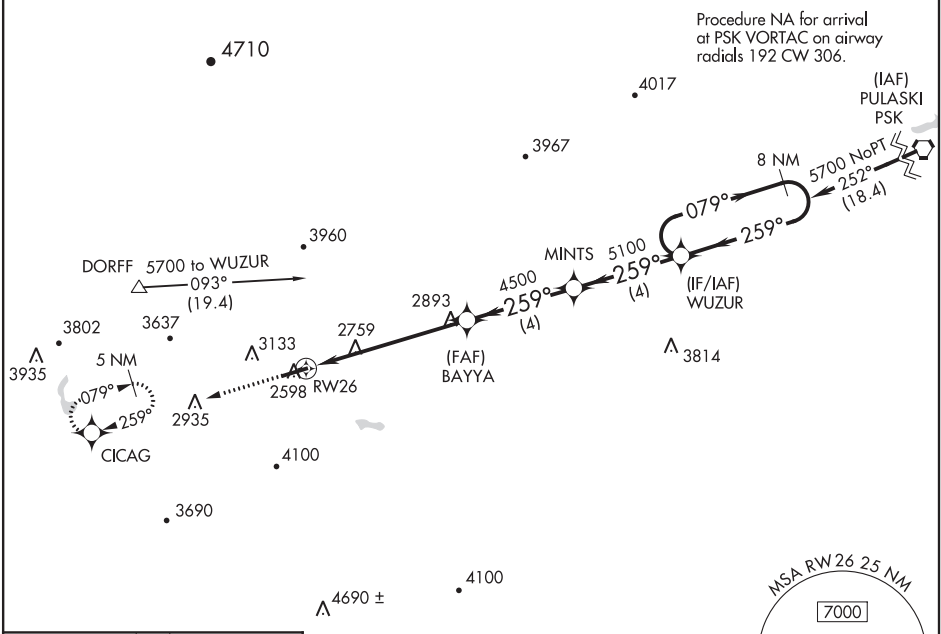 Procedure NA for arrival
at PSK VORTAC on airway
radials 192 CW 306.
4710
4017
(IAF)
PULASKI
PSK
3967
8 NM
5700 NoPT
252°
(18.4)
079°
259°
3960
MINTS
5100
259°
(4)
DORFF
5700 to WUZUR
093°
(19.4)
4500
259°
(4)
(IF/IAF)
WUZUR
2893
3802
3637
3133
2759
(FAF)
BAYYA
3814
3935
5 NM
2598
RW26
079°
259°
2935
CICAG
4100
3690
4100
4690 ±
MSA RW26 25 NM
7000